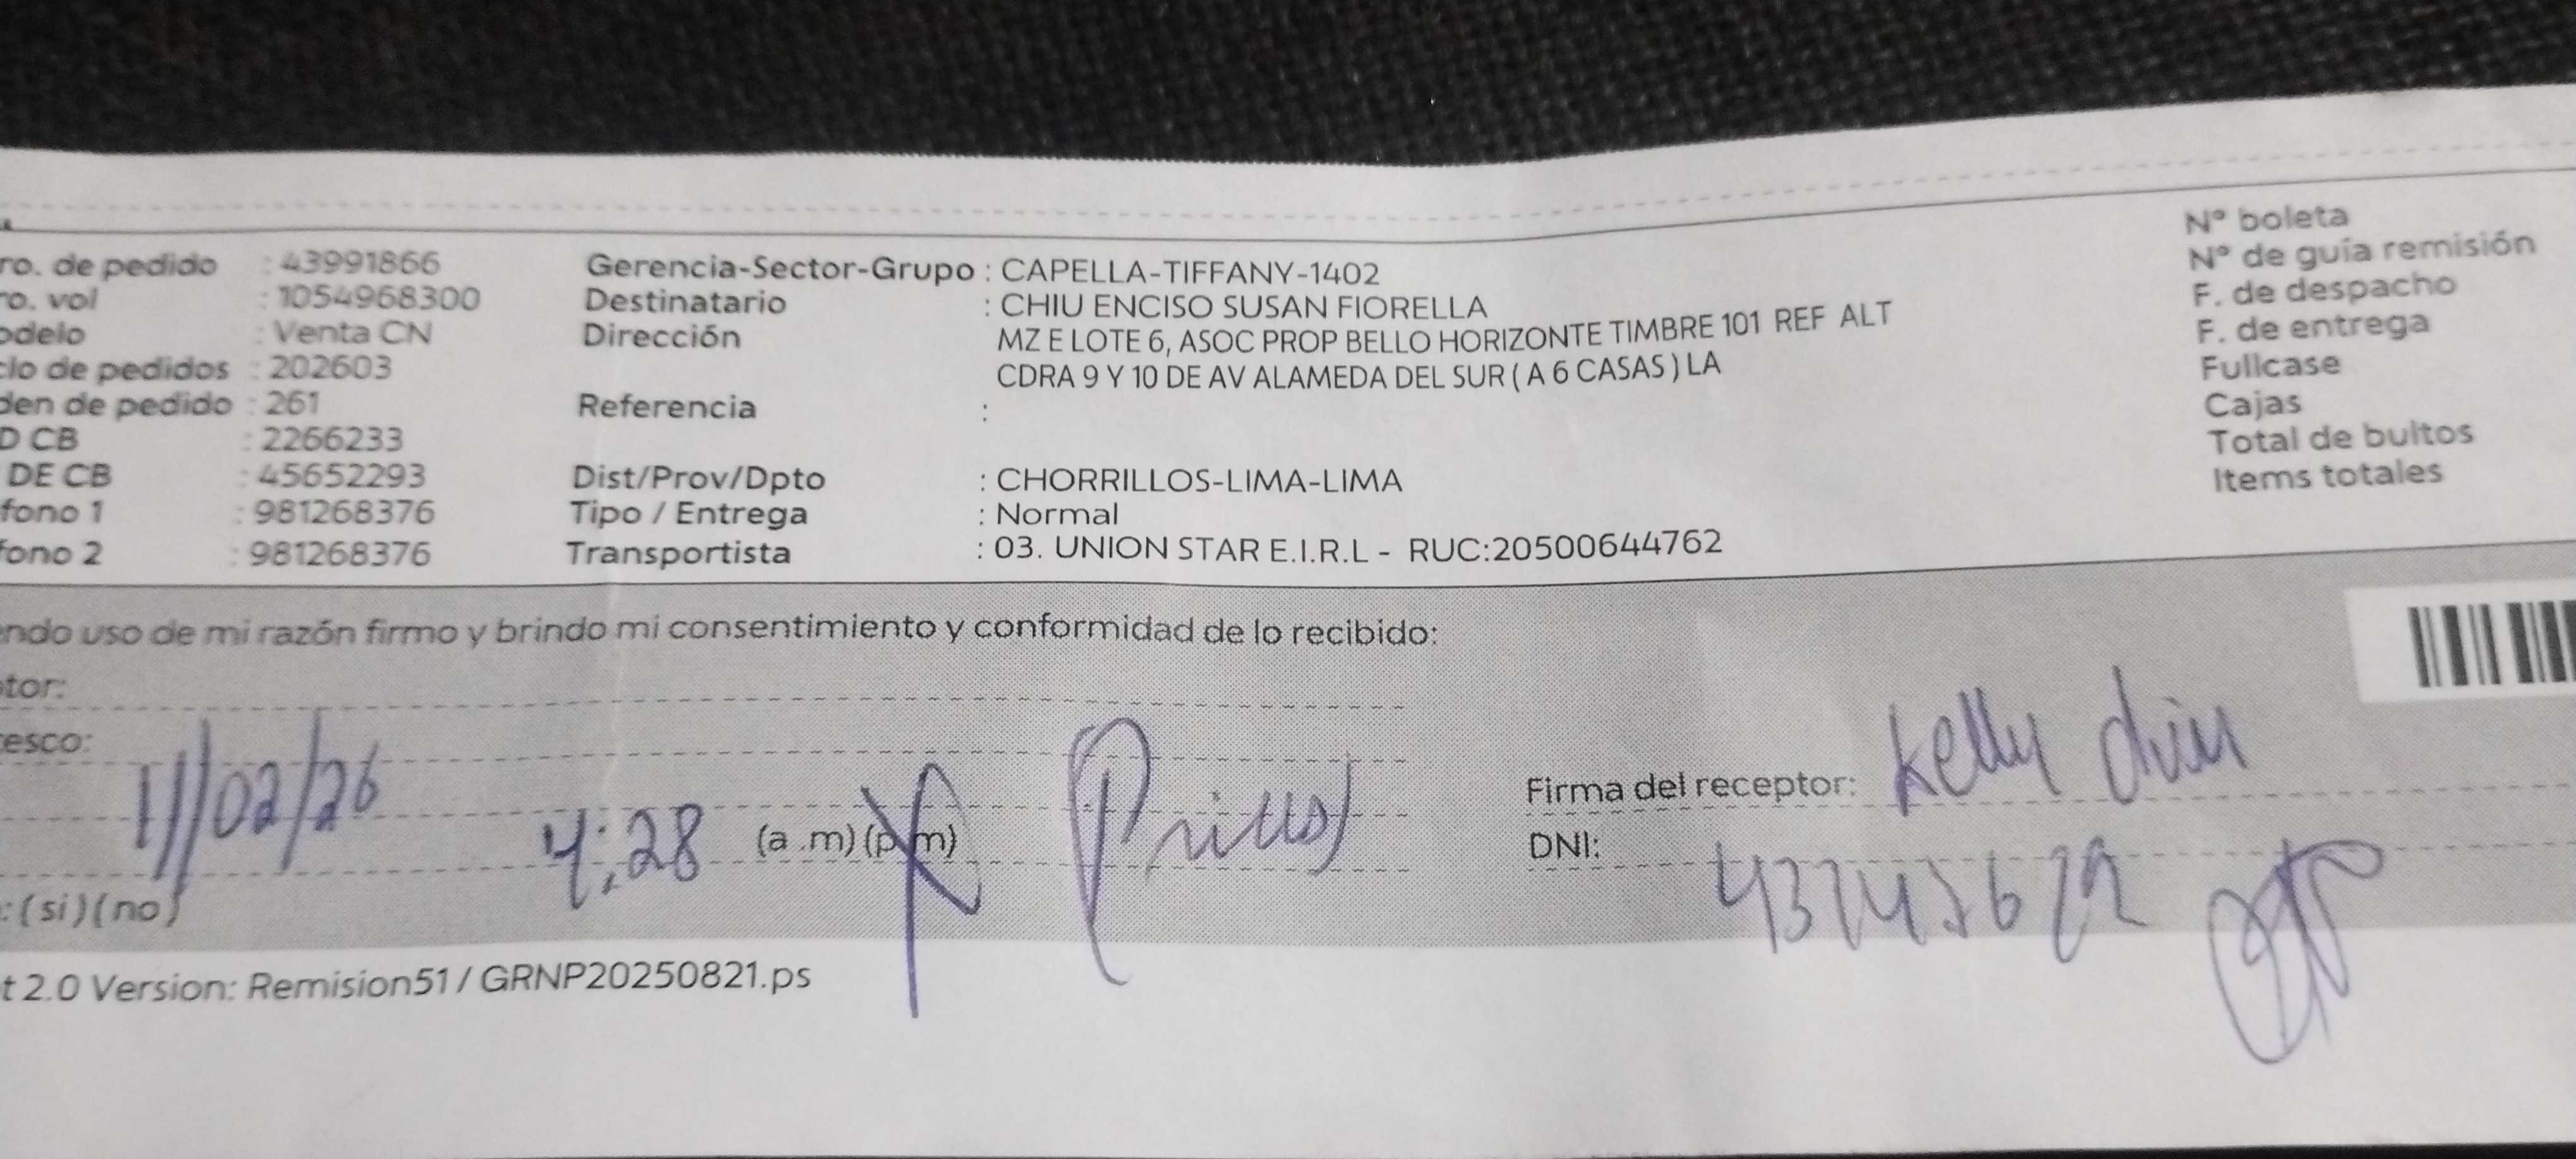 ro. de pedido : 43991866
ro. vol : 1054968300
odelo : Venta CN
clo de pedidos : 202603
den de pedido : 261
D CB : 2266233
DE CB : 45652293
fono 1 : 981268376
fono 2 : 981268376
Gerencia-Sector-Grupo : CAPELLA-TIFFANY-1402
Destinatario : CHIU ENCISO SUSAN FIORELLA
Dirección MZ E LOTE 6, ASOC PROP BELLO HORIZONTE TIMBRE 101 REF ALT
CDRA 9 Y 10 DE AV ALAMEDA DEL SUR ( A 6 CASAS ) LA
Referencia :
Dist/Prov/Dpto : CHORRILLOS-LIMA-LIMA
Tipo / Entrega : Normal
Transportista : 03. UNION STAR E.I.R.L - RUC:20500644762
N° boleta
N° de guía remisión
F. de despacho
F. de entrega
Fullcase
Cajas
Total de bultos
Items totales
endo uso de mi razón firmo y brindo mi consentimiento y conformidad de lo recibido:
tor:
esco:
11/02/26
4:28 (a .m) (p m)
Firma del receptor: Kelly
DNI:
: ( si ) ( no )
t 2.0 Version: Remision51 / GRNP20250821.ps